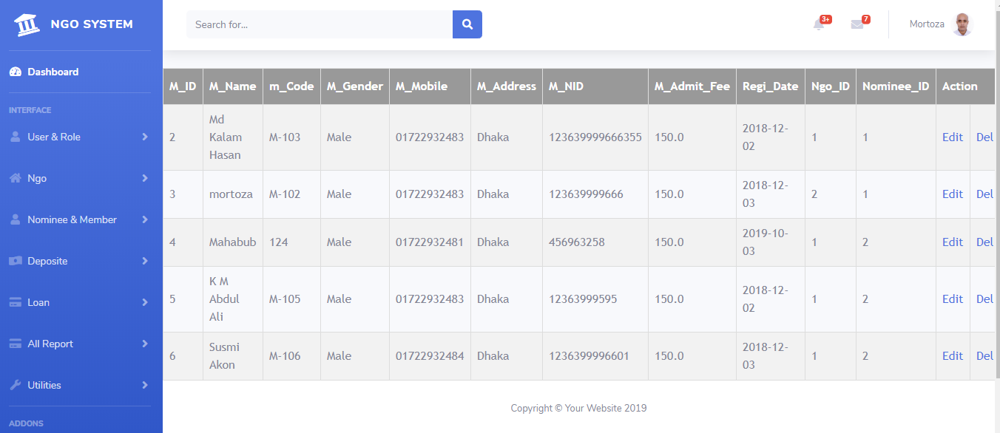 NGO SYSTEM
Search for...
3+
7
Mortoza
Dashboard
INTERFACE
User & Role
Ngo
Nominee & Member
Deposite
Loan
All Report
Utilities
ADDONS
M_ID M_Name m_Code M_Gender M_Mobile M_Address M_NID M_Admit_Fee Regi_Date Ngo_ID Nominee_ID Action
2 Md Kalam Hasan M-103 Male 01722932483 Dhaka 123639999666355 150.0 2018-12-02 1 1 Edit Del
3 mortoza M-102 Male 01722932483 Dhaka 123639999666 150.0 2018-12-03 2 1 Edit Del
4 Mahabub 124 Male 01722932481 Dhaka 456963258 150.0 2019-10-03 1 2 Edit Del
5 K M Abdul Ali M-105 Male 01722932483 Dhaka 12363999595 150.0 2018-12-02 1 2 Edit Del
6 Susmi Akon M-106 Male 01722932484 Dhaka 1236399996601 150.0 2018-12-03 1 2 Edit Del
Copyright © Your Website 2019